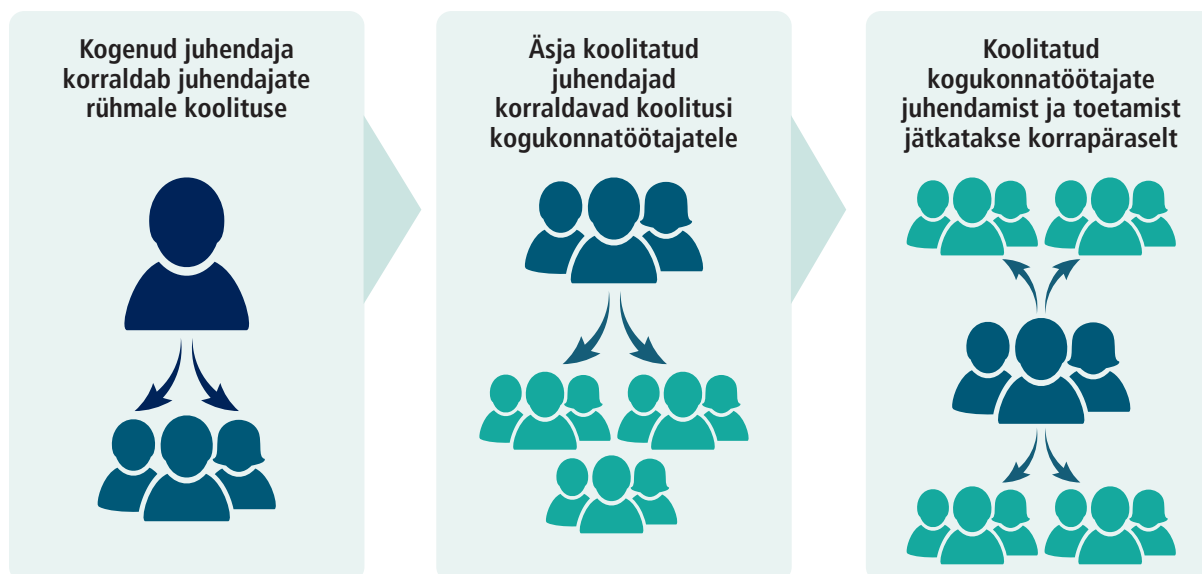 Kogenud juhendaja
korraldab juhendajate
rühmale koolituse
Äsja koolitatud
juhendajad
korraldavad koolitusi
kogukonnatöötajatele
Koolitatud
kogukonnatöötajate
juhendamist ja toetamist
jätkatakse korrapäraselt